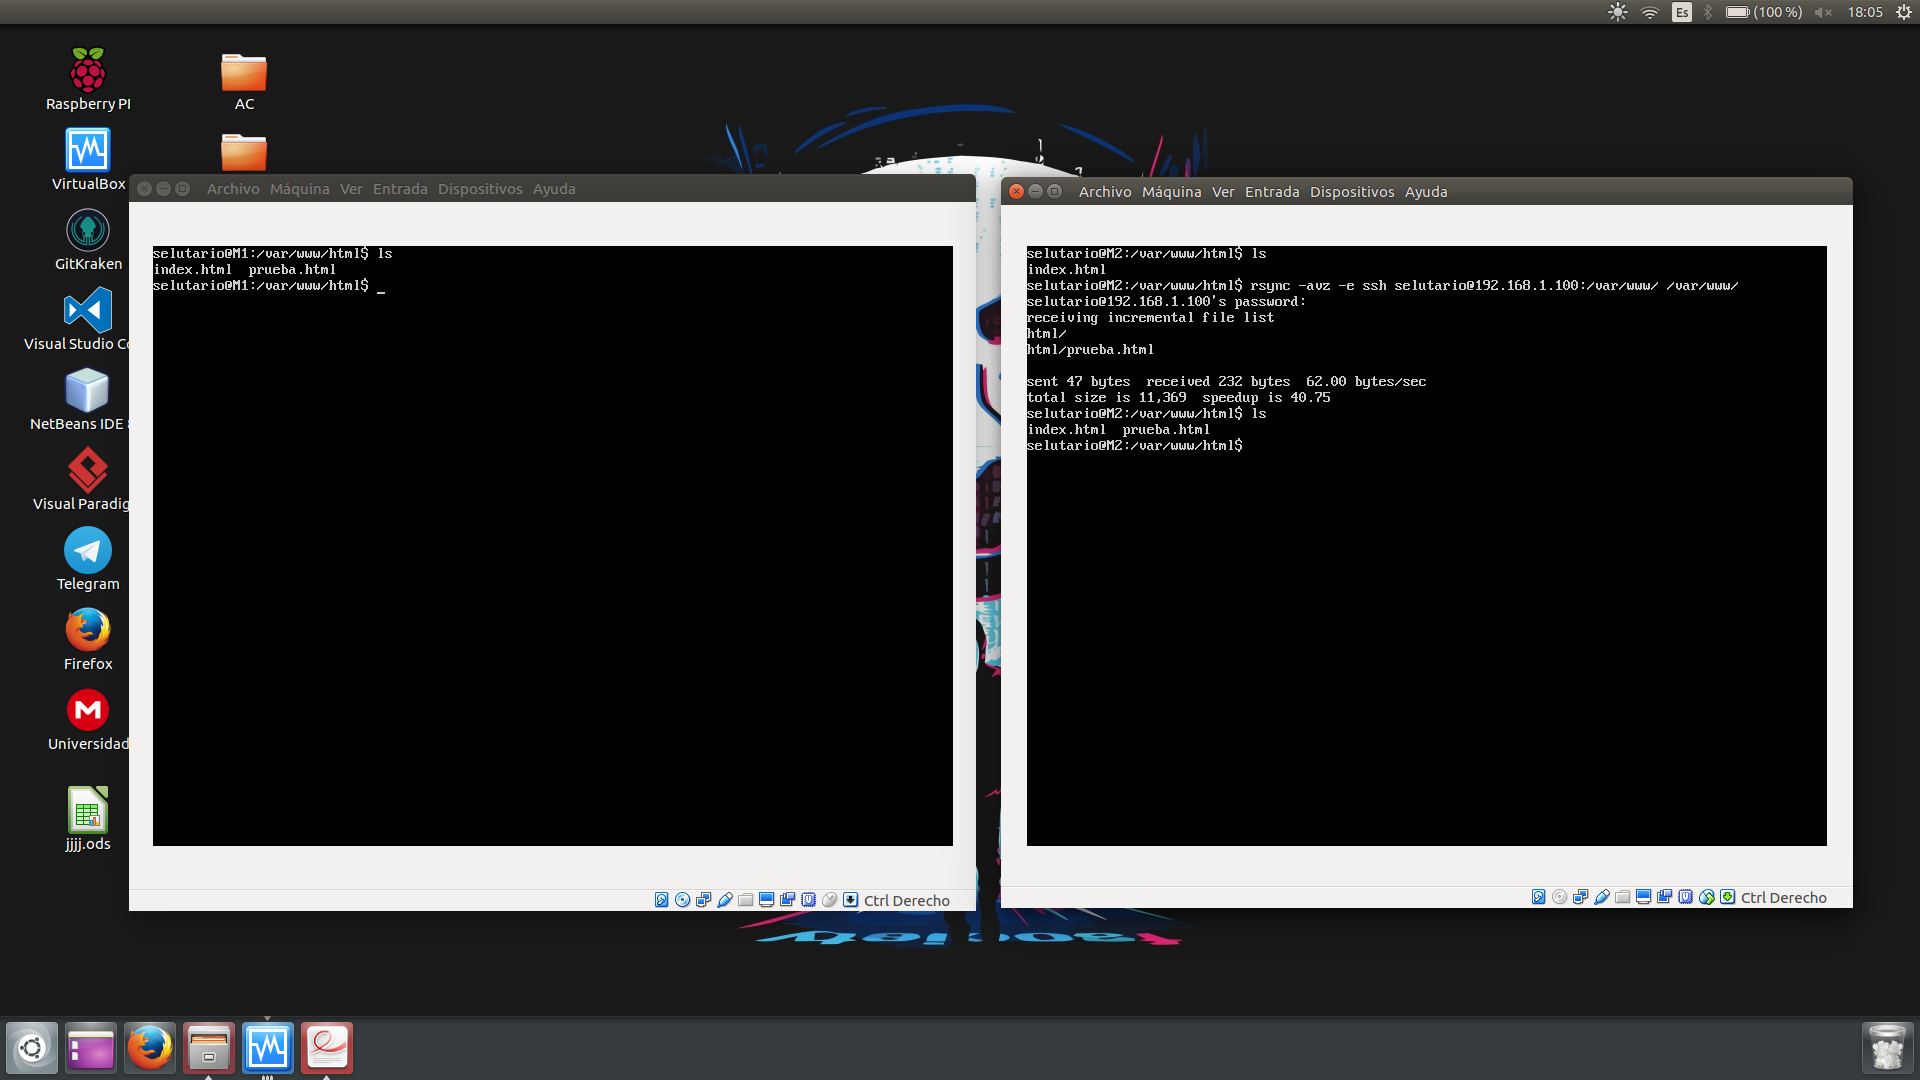 Es
(100 %)
18:05
Raspberry PI
AC
VirtualBox
GitKraken
Visual Studio Co
NetBeans IDE 8
Visual Paradig
Telegram
Firefox
Universidad
jjjj.ods
Archivo Máquina Ver Entrada Dispositivos Ayuda
selutario@M1:/var/www/html$ ls
index.html  prueba.html
selutario@M1:/var/www/html$ _
Ctrl Derecho
Archivo Máquina Ver Entrada Dispositivos Ayuda
selutario@M2:/var/www/html$ ls
index.html
selutario@M2:/var/www/html$ rsync -avz -e ssh selutario@192.168.1.100:/var/www/ /var/www/
selutario@192.168.1.100's password:
receiving incremental file list
html/
html/prueba.html
sent 47 bytes  received 232 bytes  62.00 bytes/sec
total size is 11,369  speedup is 40.75
selutario@M2:/var/www/html$ ls
index.html  prueba.html
selutario@M2:/var/www/html$
Ctrl Derecho